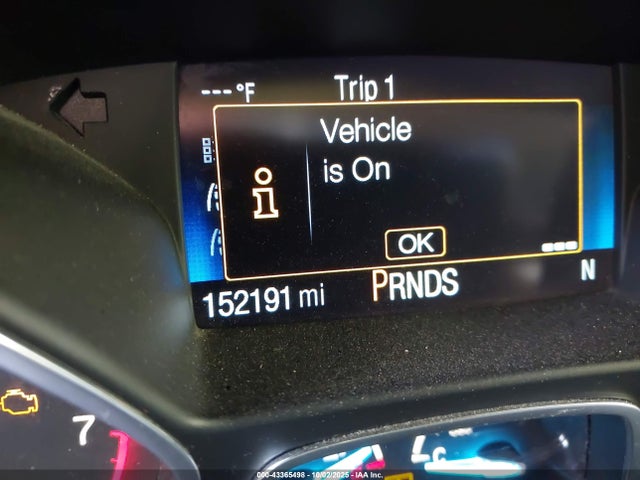 ---°F Trip 1
Vehicle
is On
OK
N
152191 mi PRNDS
7
C
000-43365498 - 10/02/2025 - IAA Inc.